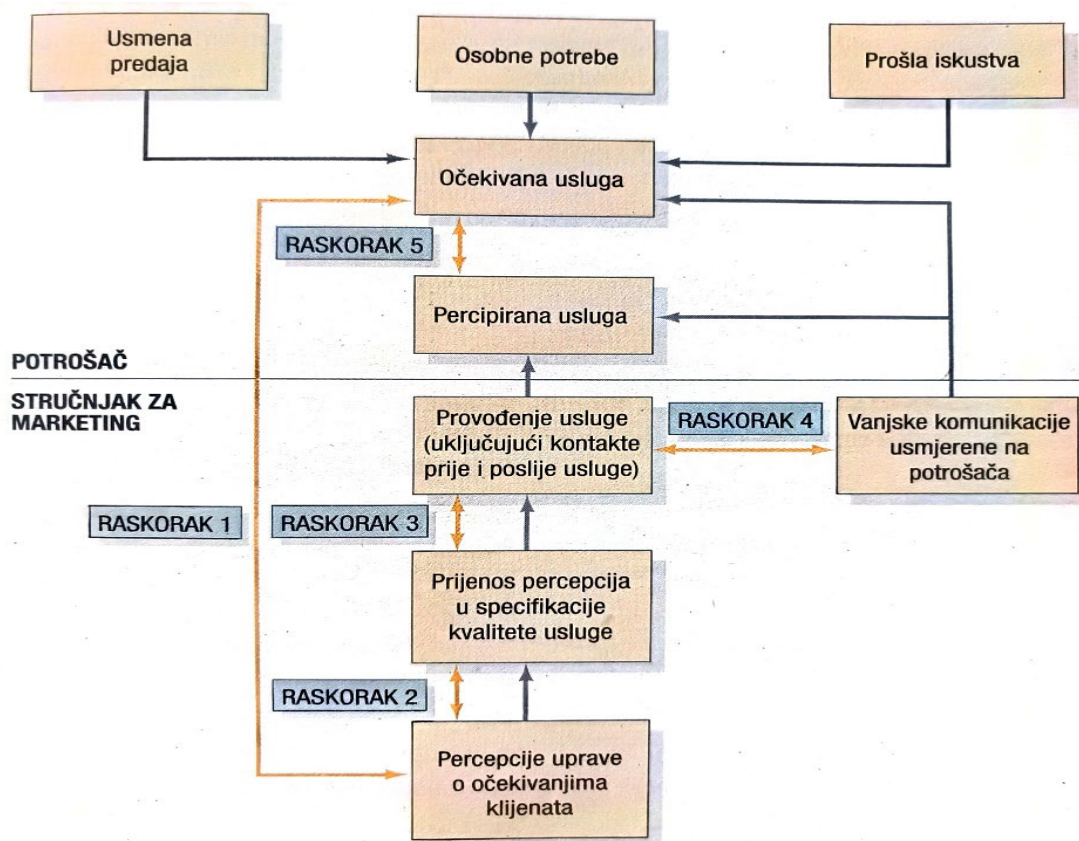 Usmena
predaja
Osobne potrebe
Prošla iskustva
Očekivana usluga
RASKORAK 5
Percipirana usluga
POTROŠAČ
STRUČNJAK ZA
MARKETING
Provođenje usluge
(uključujući kontakte
prije i poslije usluge)
RASKORAK 4
Vanjske komunikacije
usmjerene na
potrošača
RASKORAK 1
RASKORAK 3
Prijenos percepcija
u specifikacije
kvalitete usluge
RASKORAK 2
Percepcije uprave
o očekivanjima
klijenata